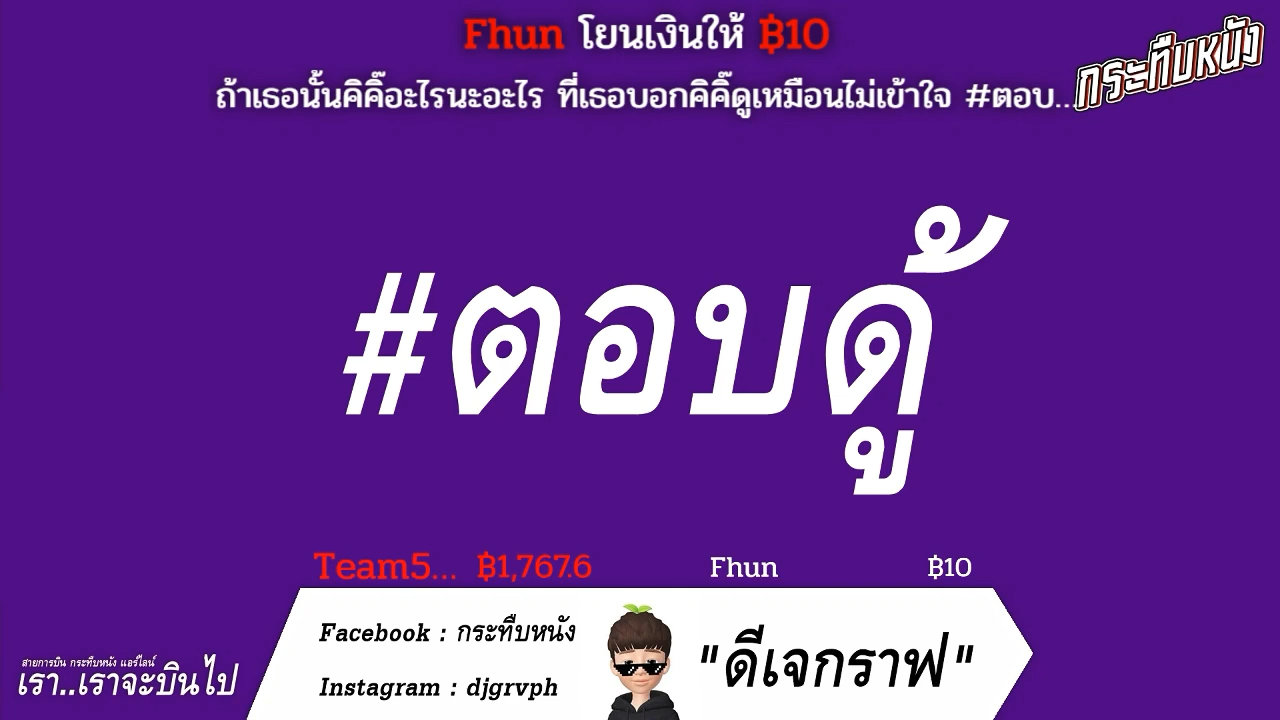 Fhun โยนเงินให้ ฿10
กระทืบหนัง
ถ้าเธอนั้นคิคิ๊อะไรนะอะไร ที่เธอบอกคิคิ๊ดูเหมือนไม่เข้าใจ #ตอบ...
#ตอบดู้
Team5... ฿1,767.6 Fhun ฿10
Facebook : กระทืบหนัง
Instagram : djgrvph
"ดีเจกราฟ"
สายการบิน กระทืบหนัง แอร์ไลน์
เรา..เราจะบินไป